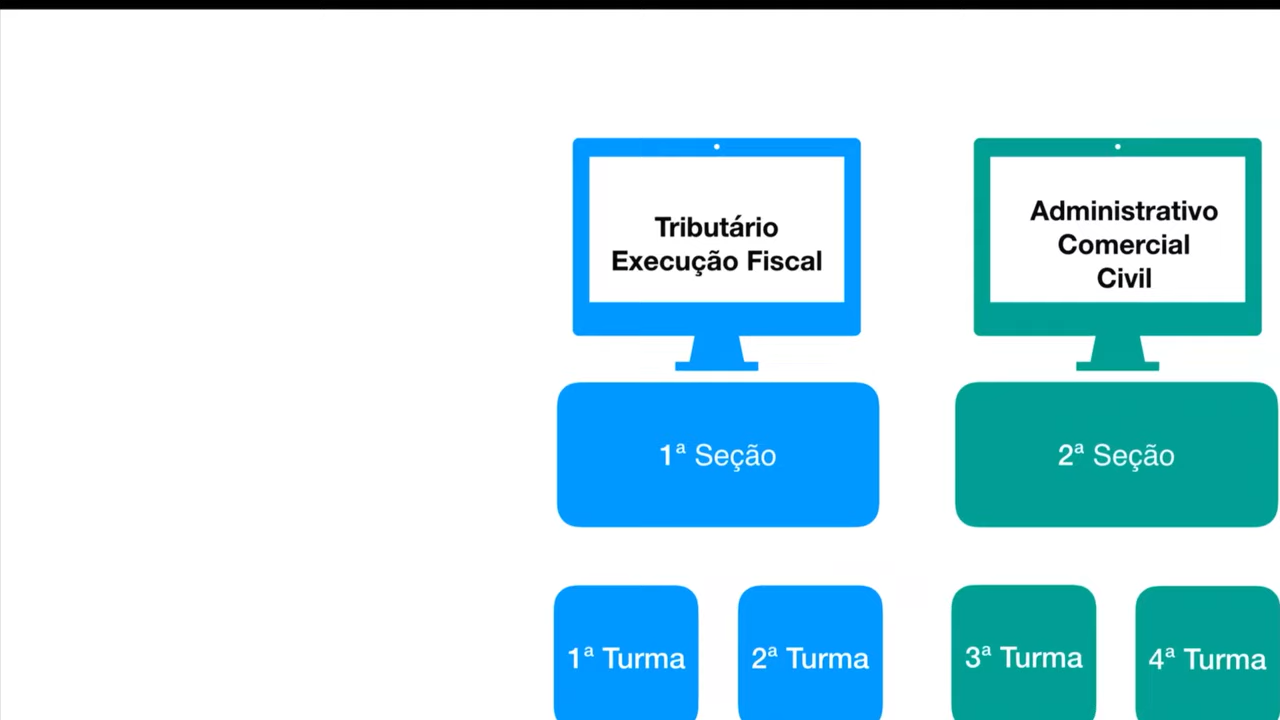 Tributário
Execução Fiscal
Administrativo
Comercial
Civil
1ª Seção
2ª Seção
1ª Turma
2ª Turma
3ª Turma
4ª Turma